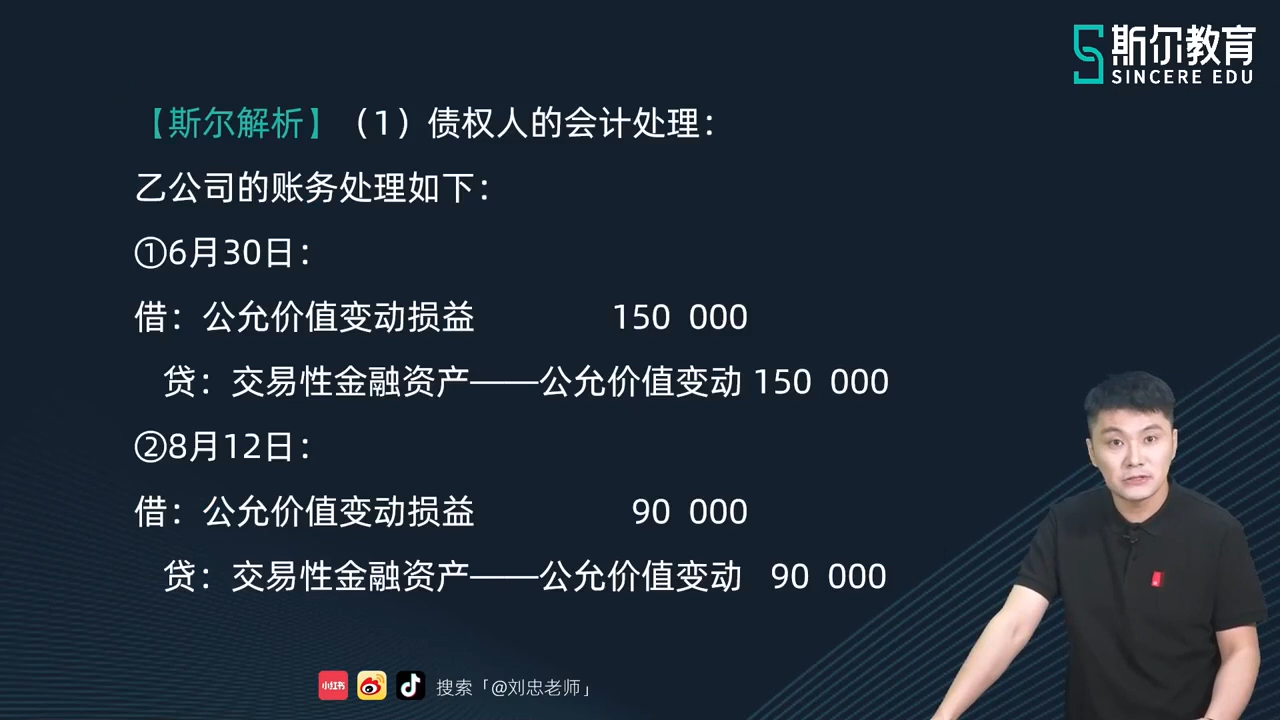 斯尔教育
SINCERE EDU
【斯尔解析】（1）债权人的会计处理：
乙公司的账务处理如下：
①6月30日：
借：公允价值变动损益 150 000
贷：交易性金融资产——公允价值变动 150 000
②8月12日：
借：公允价值变动损益 90 000
贷：交易性金融资产——公允价值变动 90 000
小红书 搜索「@刘忠老师」